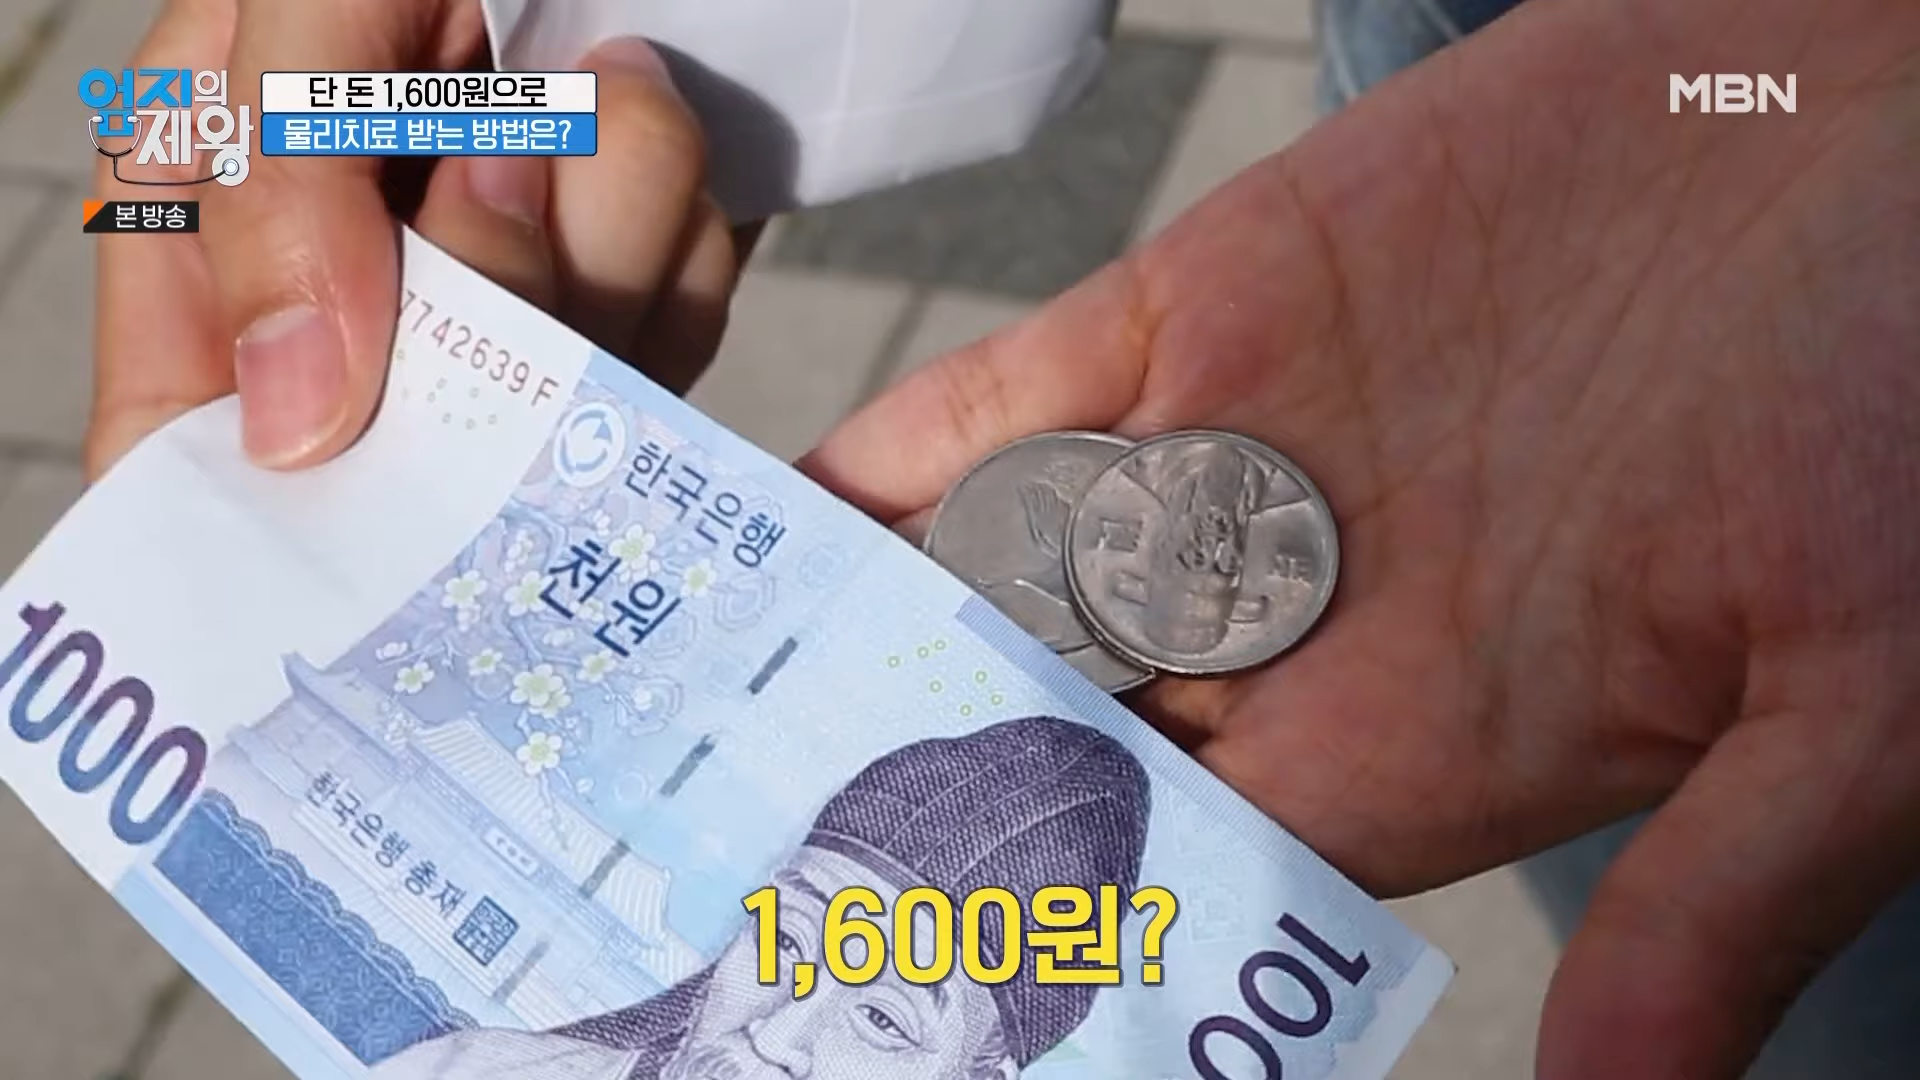 엄지의 제왕
단 돈 1,600원으로
물리치료 받는 방법은?
본 방송
MBN
7742639 F
한국은행
천원
1000
한국은행 총재
1000
1,600원?